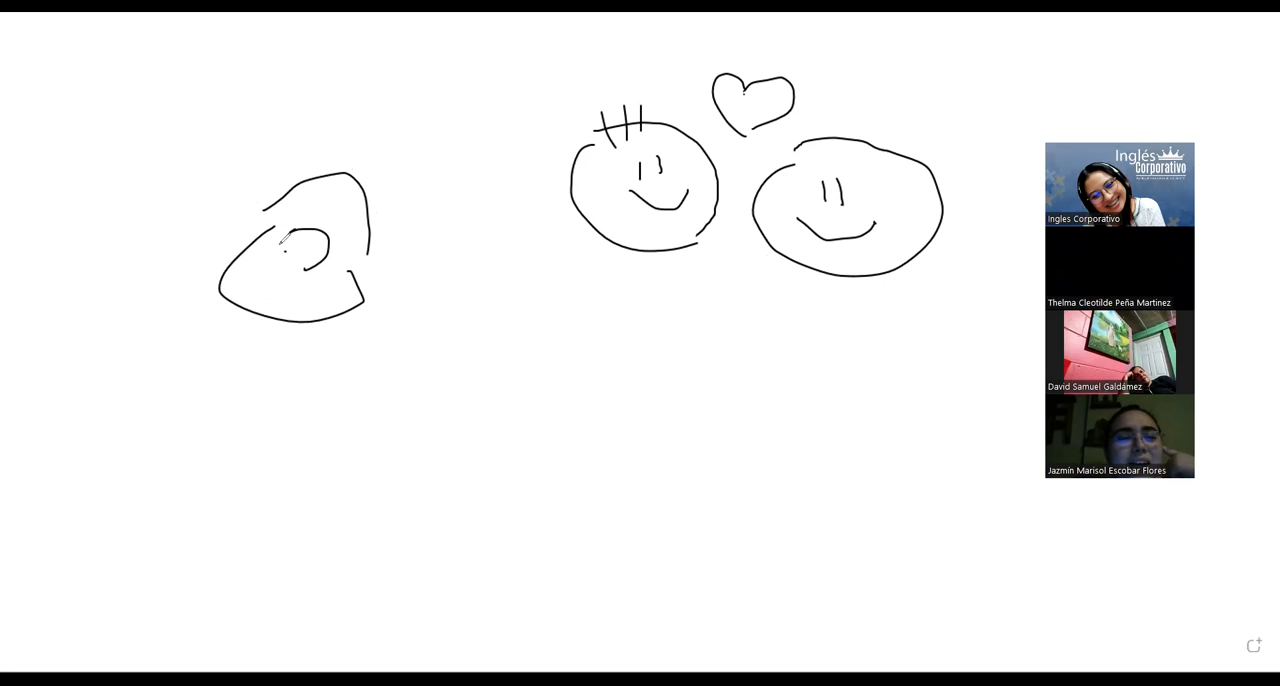 Inglés
Corporativo
Ingles Corporativo
Thelma Cleotilde Peña Martinez
David Samuel Galdámez
Jazmín Marisol Escobar Flores